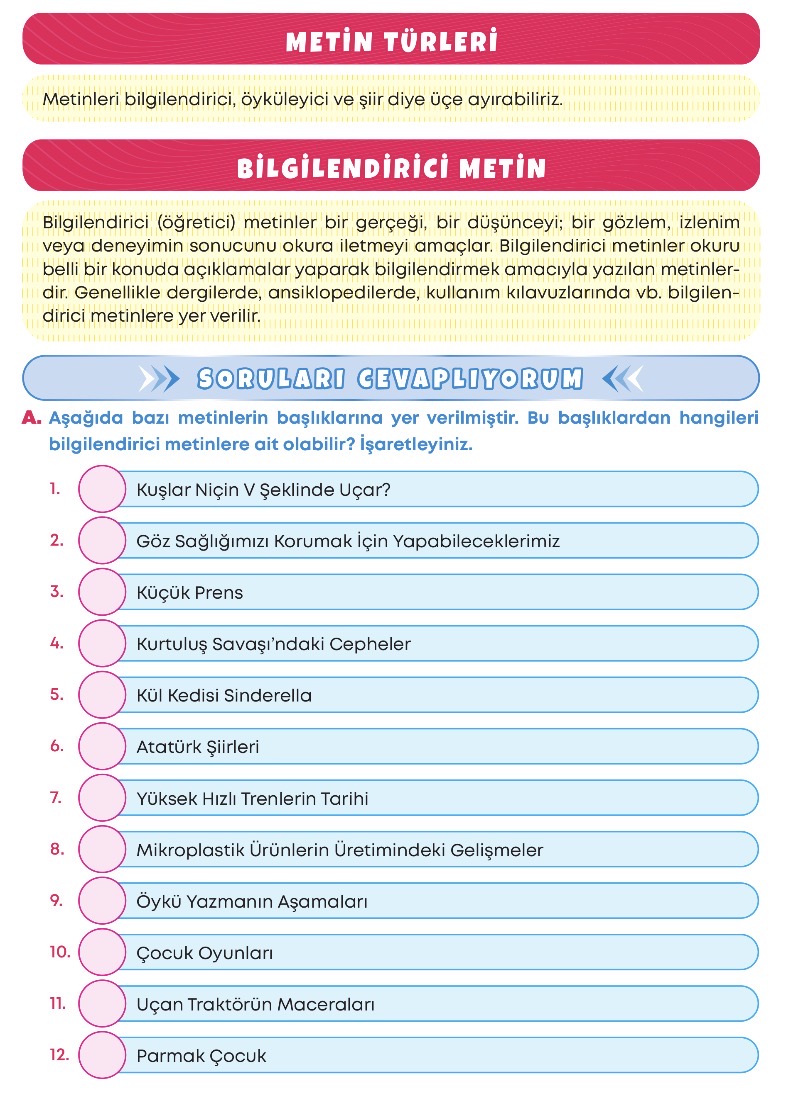 METİN TÜRLERİ
Metinleri bilgilendirici, öyküleyici ve şiir diye üçe ayırabiliriz.
BİLGİLENDİRİCİ METİN
Bilgilendirici (öğretici) metinler bir gerçeği, bir düşünceyi; bir gözlem, izlenim
veya deneyimin sonucunu okura iletmeyi amaçlar. Bilgilendirici metinler okuru
belli bir konuda açıklamalar yaparak bilgilendirmek amacıyla yazılan metinler-
dir. Genellikle dergilerde, ansiklopedilerde, kullanım kılavuzlarında vb. bilgilen-
dirici metinlere yer verilir.
SORULARI CEVAPLIYORUM
A. Aşağıda bazı metinlerin başlıklarına yer verilmiştir. Bu başlıklardan hangileri
bilgilendirici metinlere ait olabilir? İşaretleyiniz.
1. Kuşlar Niçin V Şeklinde Uçar?
2. Göz Sağlığımızı Korumak İçin Yapabileceklerimiz
3. Küçük Prens
4. Kurtuluş Savaşı'ndaki Cepheler
5. Kül Kedisi Sinderella
6. Atatürk Şiirleri
7. Yüksek Hızlı Trenlerin Tarihi
8. Mikroplastik Ürünlerin Üretimindeki Gelişmeler
9. Öykü Yazmanın Aşamaları
10. Çocuk Oyunları
11. Uçan Traktörün Maceraları
12. Parmak Çocuk